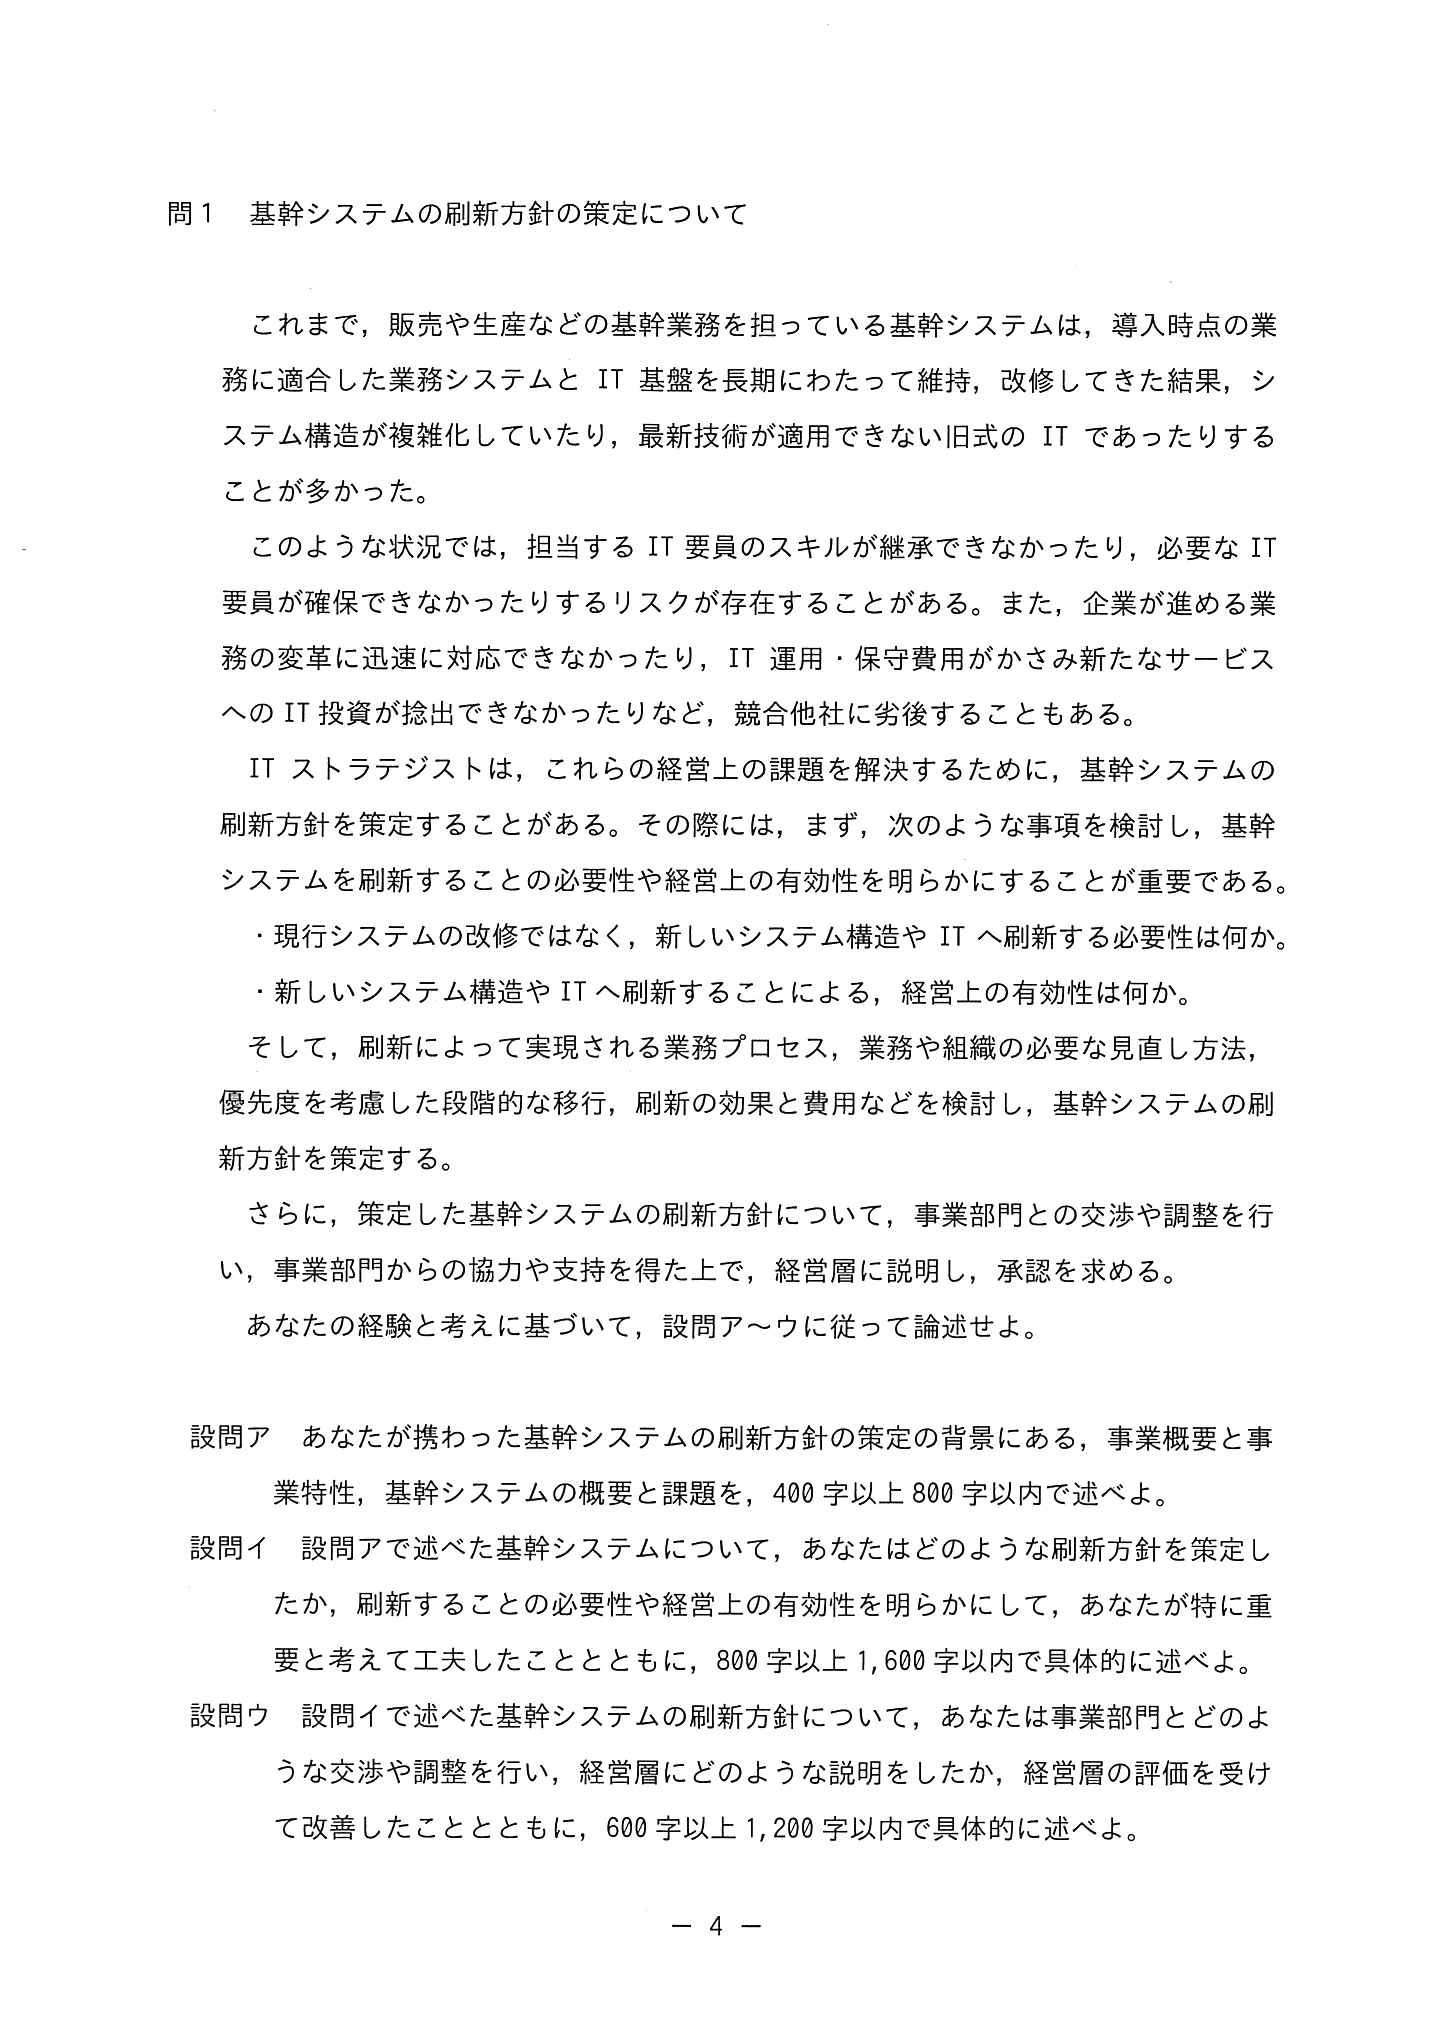 問1　基幹システムの刷新方針の策定について
これまで，販売や生産などの基幹業務を担っている基幹システムは，導入時点の業
務に適合した業務システムと IT 基盤を長期にわたって維持，改修してきた結果，シ
ステム構造が複雑化していたり，最新技術が適用できない旧式の IT であったりする
ことが多かった。
このような状況では，担当する IT 要員のスキルが継承できなかったり，必要な IT
要員が確保できなかったりするリスクが存在することがある。また，企業が進める業
務の変革に迅速に対応できなかったり，IT 運用・保守費用がかさみ新たなサービス
への IT 投資が捻出できなかったりなど，競合他社に劣後することもある。
IT ストラテジストは，これらの経営上の課題を解決するために，基幹システムの
刷新方針を策定することがある。その際には，まず，次のような事項を検討し，基幹
システムを刷新することの必要性や経営上の有効性を明らかにすることが重要である。
・現行システムの改修ではなく，新しいシステム構造や IT へ刷新する必要性は何か。
・新しいシステム構造や IT へ刷新することによる，経営上の有効性は何か。
そして，刷新によって実現される業務プロセス，業務や組織の必要な見直し方法，
優先度を考慮した段階的な移行，刷新の効果と費用などを検討し，基幹システムの刷
新方針を策定する。
さらに，策定した基幹システムの刷新方針について，事業部門との交渉や調整を行
い，事業部門からの協力や支持を得た上で，経営層に説明し，承認を求める。
あなたの経験と考えに基づいて，設問ア～ウに従って論述せよ。
設問ア　あなたが携わった基幹システムの刷新方針の策定の背景にある，事業概要と事
業特性，基幹システムの概要と課題を，400 字以上 800 字以内で述べよ。
設問イ　設問アで述べた基幹システムについて，あなたはどのような刷新方針を策定し
たか，刷新することの必要性や経営上の有効性を明らかにして，あなたが特に重
要と考えて工夫したこととともに，800 字以上 1,600 字以内で具体的に述べよ。
設問ウ　設問イで述べた基幹システムの刷新方針について，あなたは事業部門とどのよ
うな交渉や調整を行い，経営層にどのような説明をしたか，経営層の評価を受け
て改善したこととともに，600 字以上 1,200 字以内で具体的に述べよ。
－ 4 －